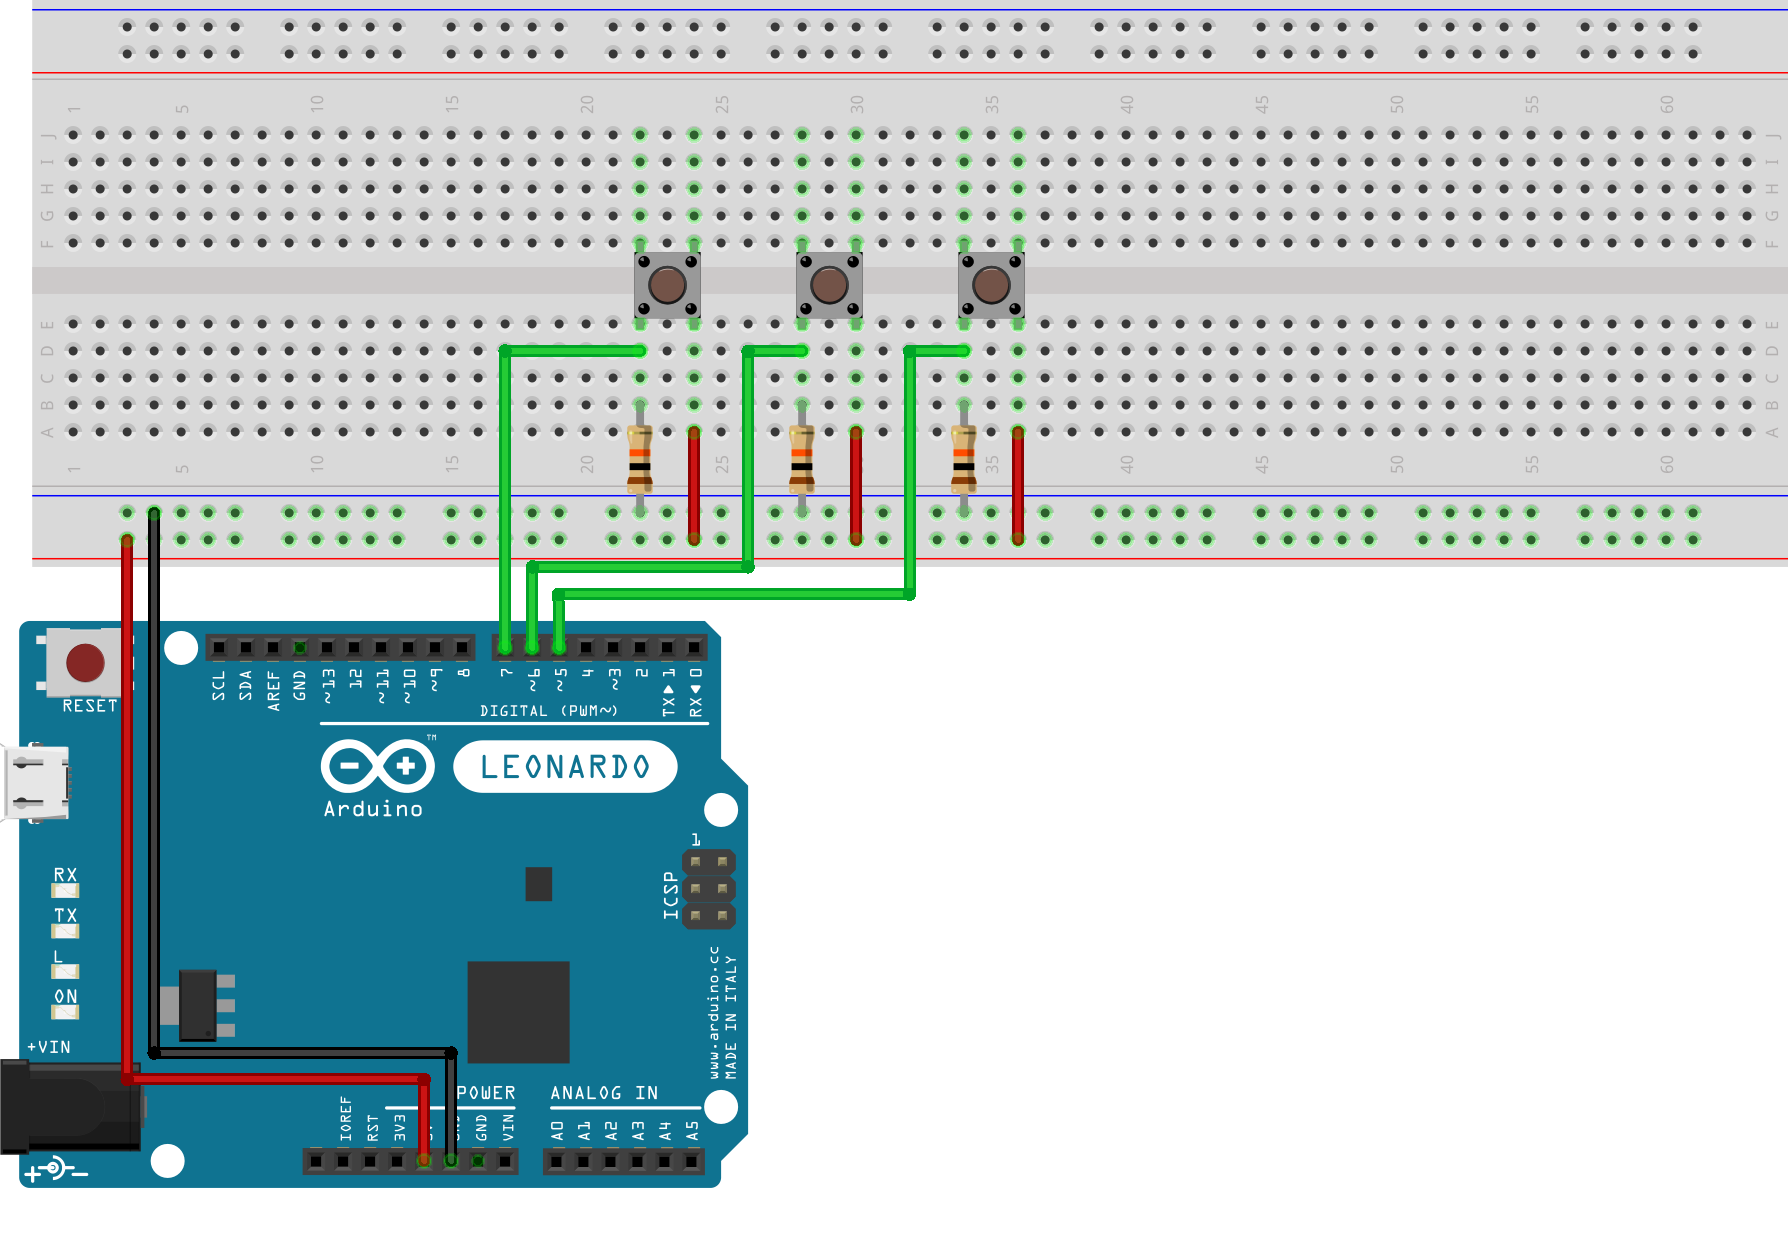 1 5 10 15 20 25 30 35 40 45 50 55 60
J J
I I
H H
G G
F F
E E
D D
C C
B B
A A
1 5 10 15 20 25 35 40 45 50 55 60
RESET
SCL SDA AREF GND ~13 12 ~11 ~10 ~9 8 7 ~6 ~5 4 ~3 2 TX▶1 RX◀0
DIGITAL (PWM~)
TM
LEONARDO
Arduino
1
ICSP
RX
TX
L
ON
+VIN
www.arduino.cc
MADE IN ITALY
POWER ANALOG IN
IOREF RST 3V3 GND VIN A0 A1 A2 A3 A4 A5
+ -